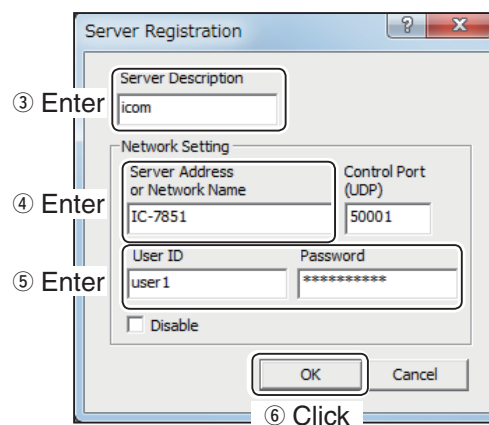 Server Registration
?
Server Description
③ Enter
icom
Network Setting
Server Address
or Network Name
Control Port
(UDP)
④ Enter
IC-7851
50001
User ID
Password
⑤ Enter
user1
**********
Disable
OK
Cancel
⑥ Click